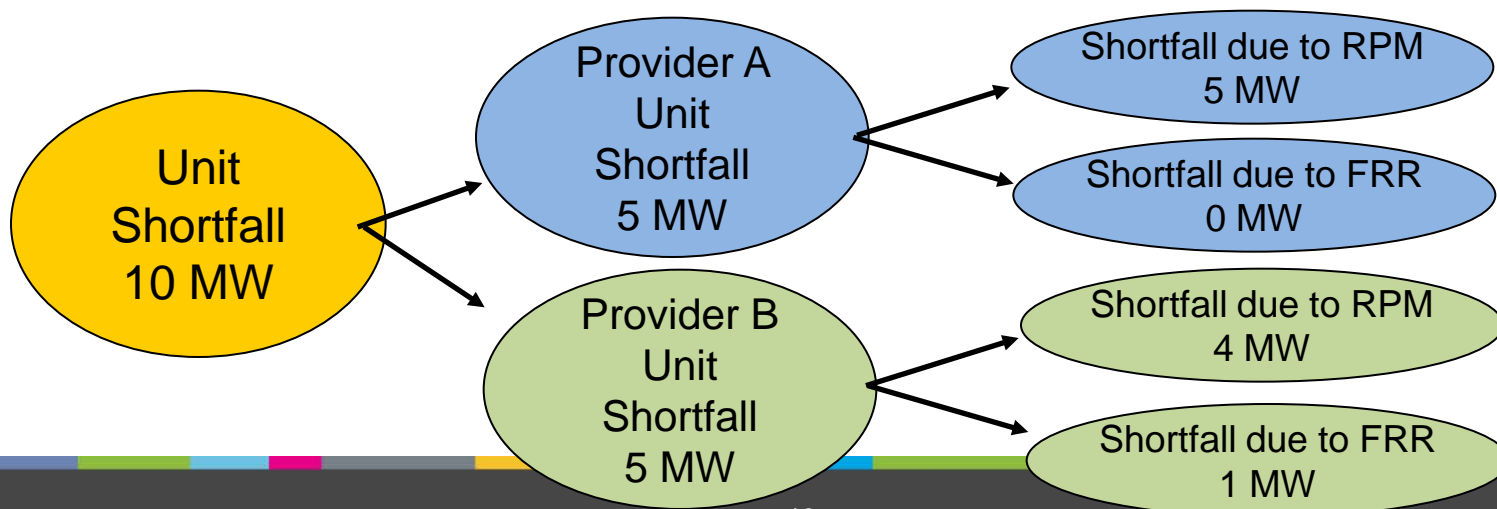 Unit
Shortfall
10 MW
Provider A
Unit
Shortfall
5 MW
Shortfall due to RPM
5 MW
Shortfall due to FRR
0 MW
Provider B
Unit
Shortfall
5 MW
Shortfall due to RPM
4 MW
Shortfall due to FRR
1 MW